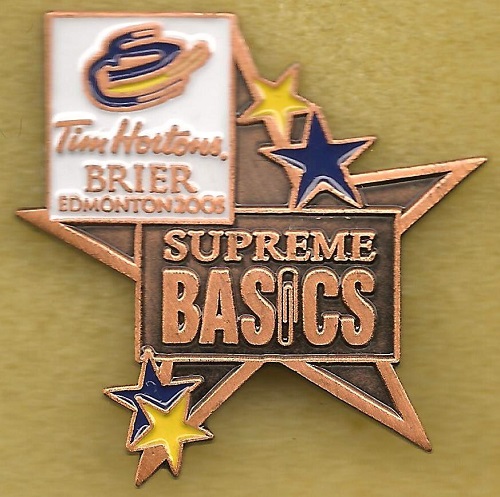 Tim Hortons.
BRIER
EDMONTON 2005
SUPREME
BASICS